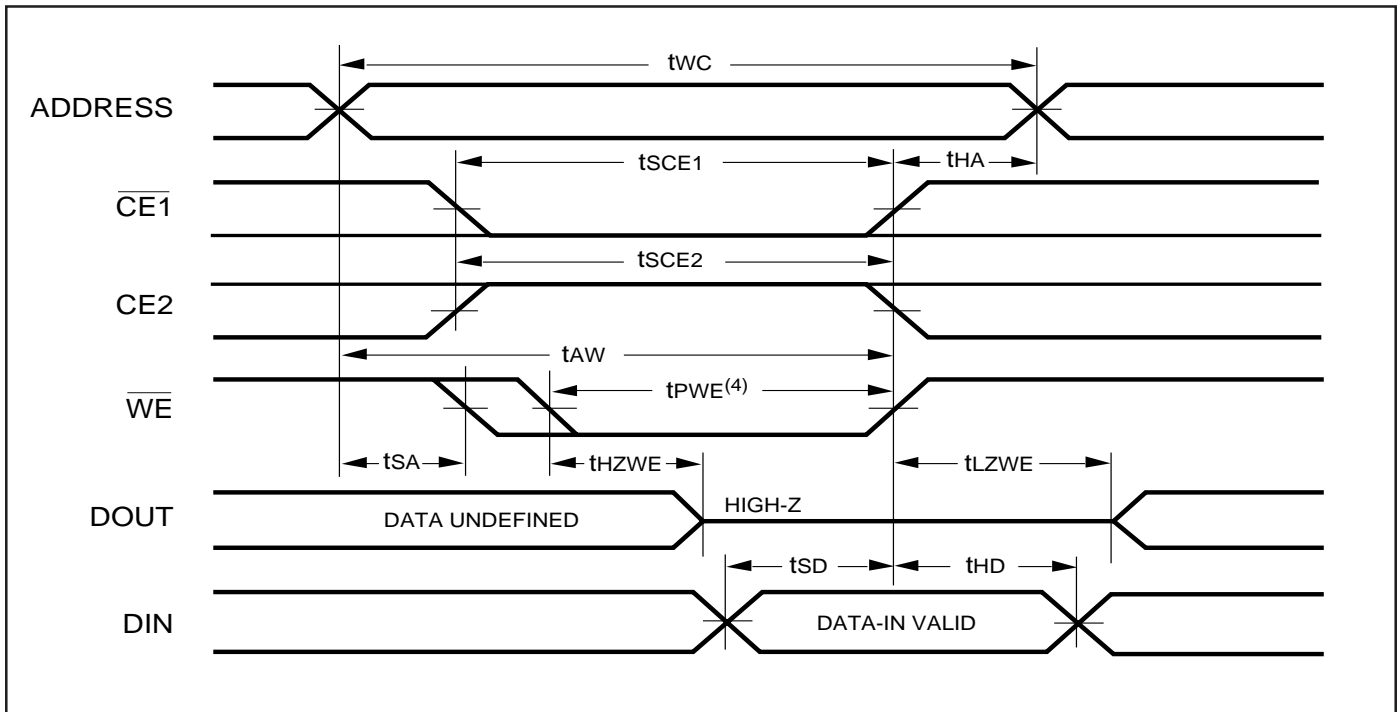 tWC
ADDRESS
tSCE1
tHA
CE1
tSCE2
CE2
tAW
tPWE(4)
WE
tSA
tHZWE
tLZWE
DOUT
DATA UNDEFINED
HIGH-Z
tSD
tHD
DIN
DATA-IN VALID